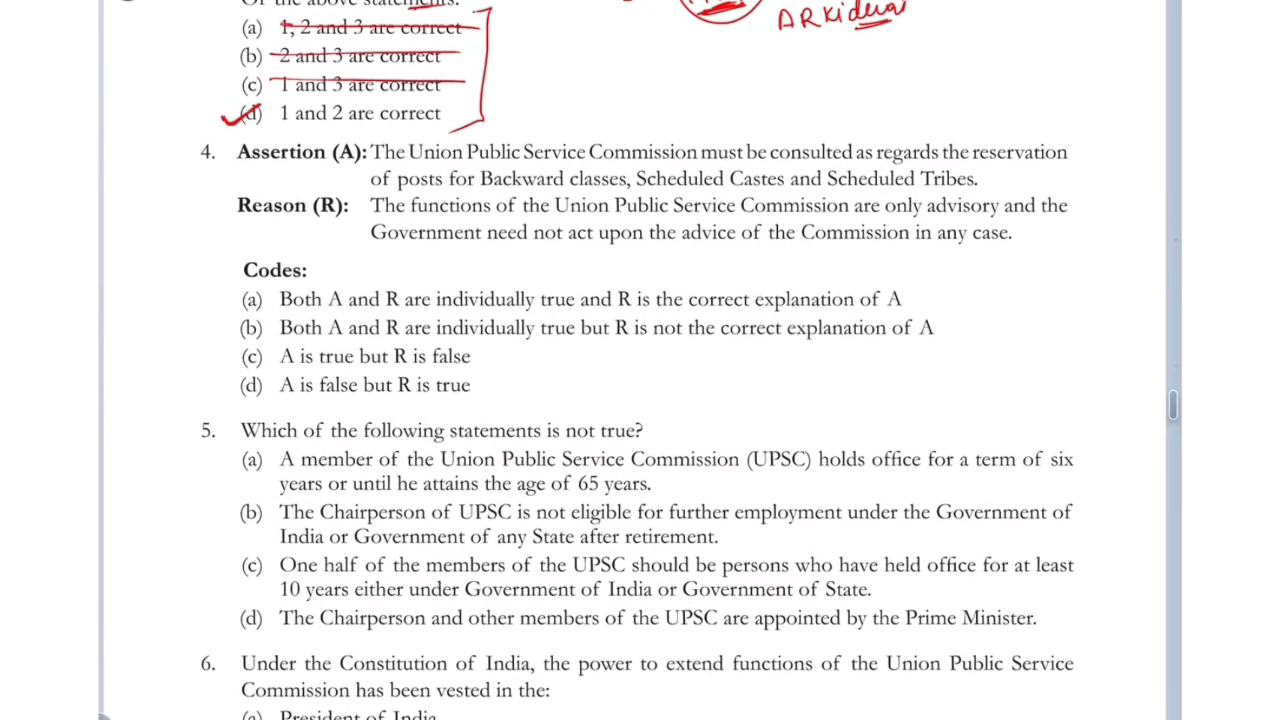 (a) 1, 2 and 3 are correct
ARKidewa
(b) 2 and 3 are correct
(c) 1 and 3 are correct
(d) 1 and 2 are correct
4. Assertion (A): The Union Public Service Commission must be consulted as regards the reservation
of posts for Backward classes, Scheduled Castes and Scheduled Tribes.
Reason (R): The functions of the Union Public Service Commission are only advisory and the
Government need not act upon the advice of the Commission in any case.
Codes:
(a) Both A and R are individually true and R is the correct explanation of A
(b) Both A and R are individually true but R is not the correct explanation of A
(c) A is true but R is false
(d) A is false but R is true
5. Which of the following statements is not true?
(a) A member of the Union Public Service Commission (UPSC) holds office for a term of six
years or until he attains the age of 65 years.
(b) The Chairperson of UPSC is not eligible for further employment under the Government of
India or Government of any State after retirement.
(c) One half of the members of the UPSC should be persons who have held office for at least
10 years either under Government of India or Government of State.
(d) The Chairperson and other members of the UPSC are appointed by the Prime Minister.
6. Under the Constitution of India, the power to extend functions of the Union Public Service
Commission has been vested in the:
(a) President of India